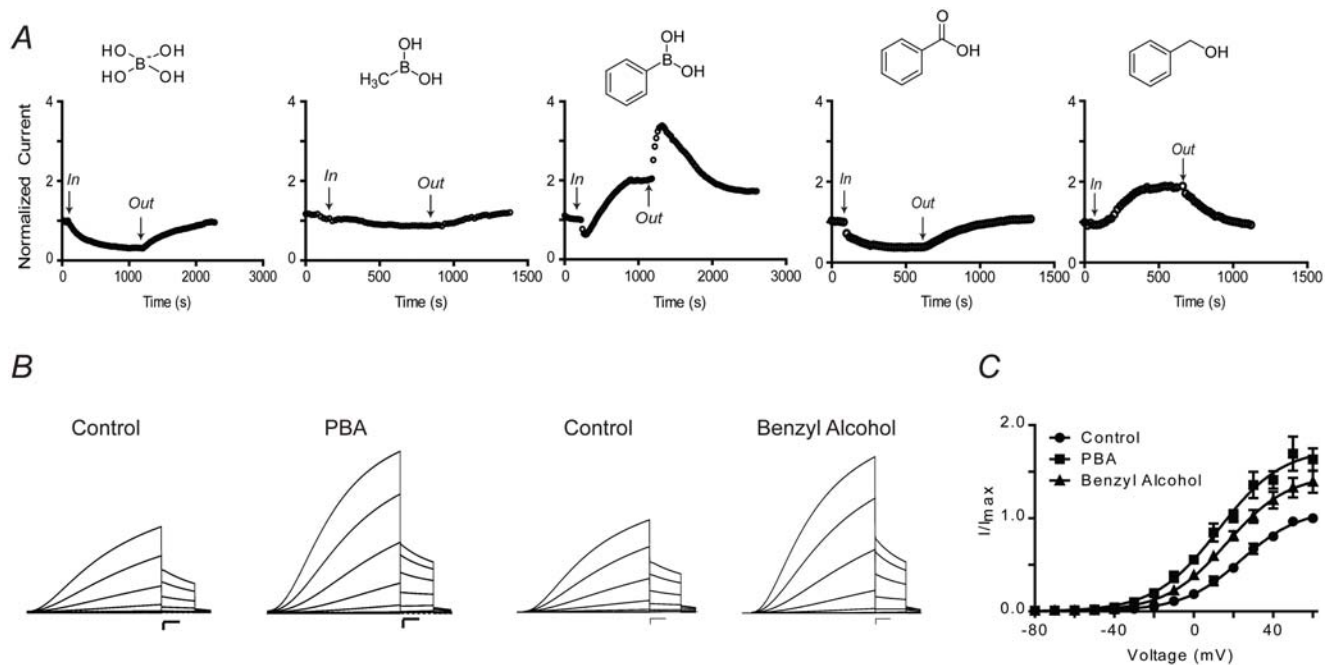 A
HO OH
B-
HO OH
OH
B
H3C OH
HO
B OH
O
OH
OH
Normalized Current
4
2
0
In
Out
0 1000 2000 3000
Time (s)
4
2
0
In
Out
0 500 1000 1500
Time (s)
4
2
0
In
Out
0 1000 2000 3000
Time (s)
4
2
0
In
Out
0 500 1000 1500
Time (s)
4
2
0
In
Out
0 500 1000 1500
Time (s)
B
Control
PBA
Control
Benzyl Alcohol
C
I/Imax
2.0
1.0
0.0
Control
PBA
Benzyl Alcohol
-80 -40 0 40
Voltage (mV)